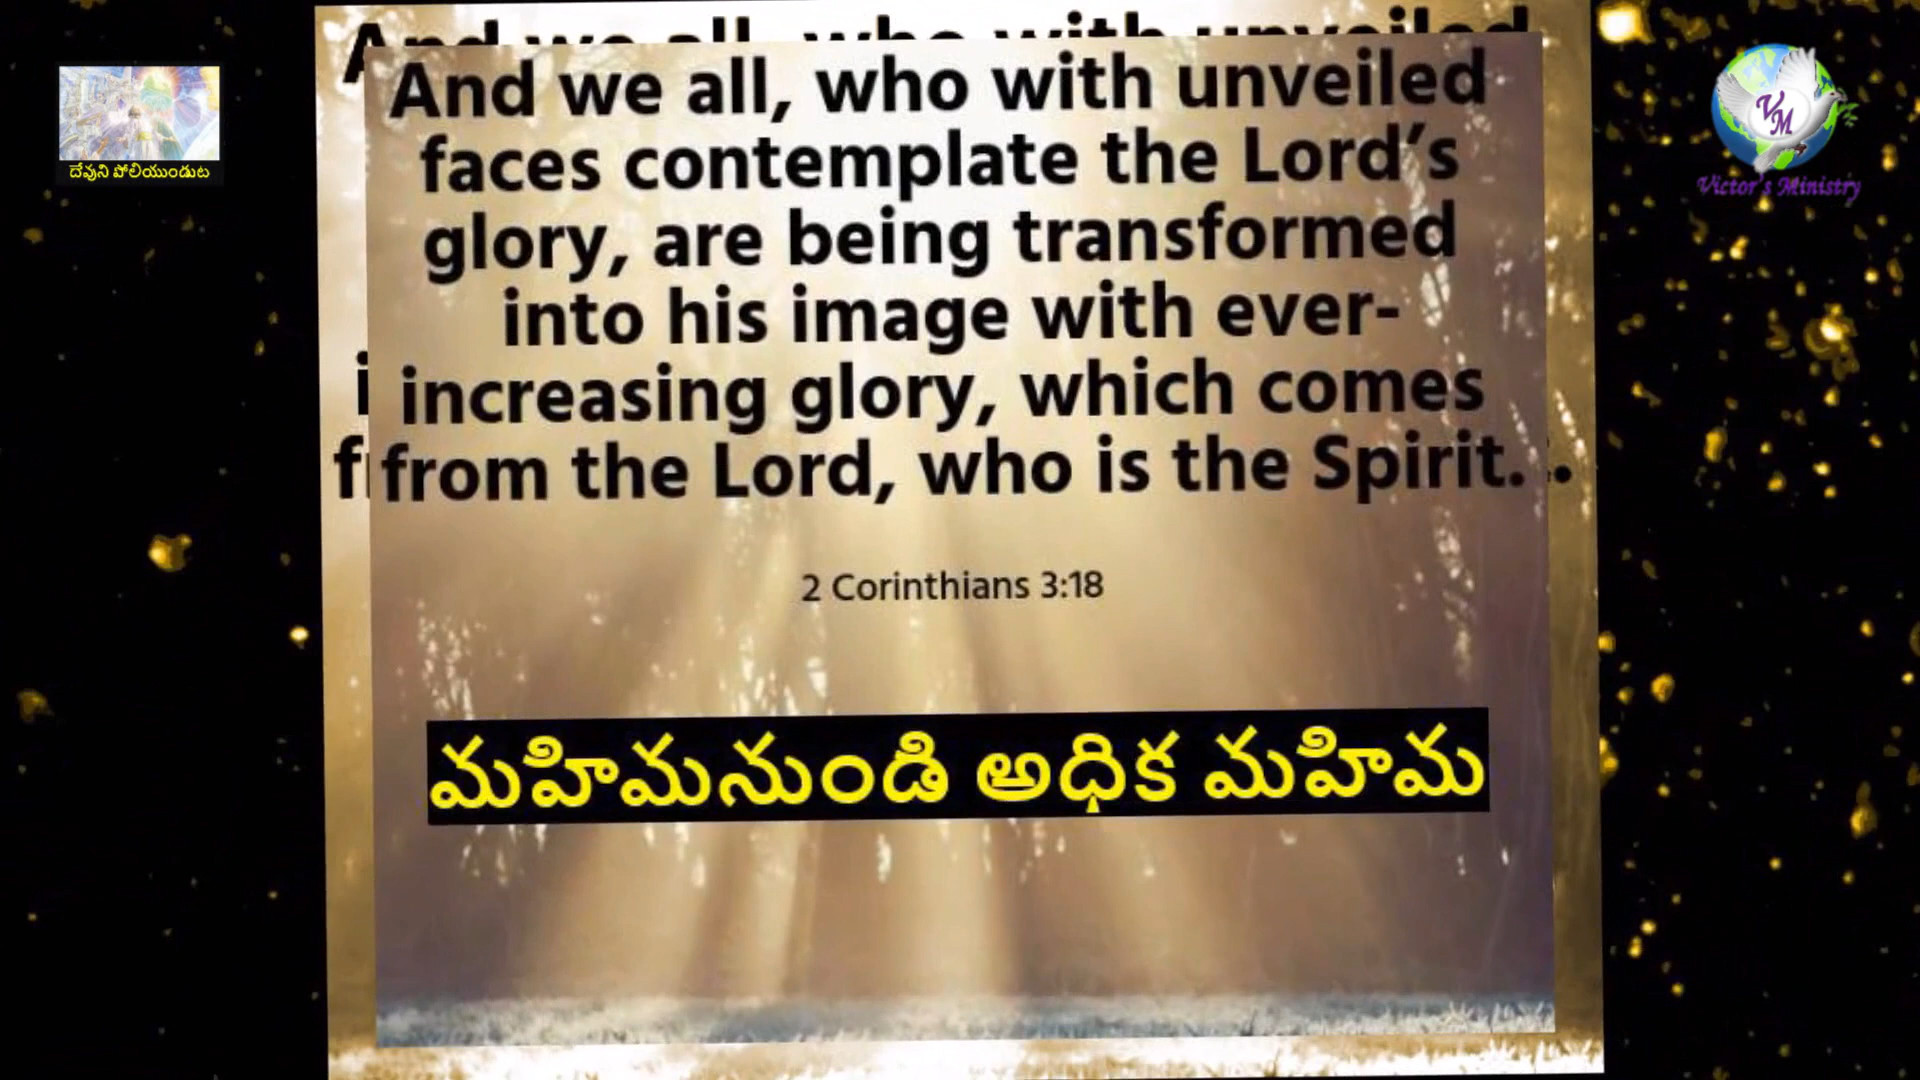 And we all, who with unveiled
faces contemplate the Lord's
glory, are being transformed
into his image with ever-
increasing glory, which comes
from the Lord, who is the Spirit.
2 Corinthians 3:18
మహిమనుండి అధిక మహిమ
దేవుని పోలియుండుట
VM
Victor's Ministry